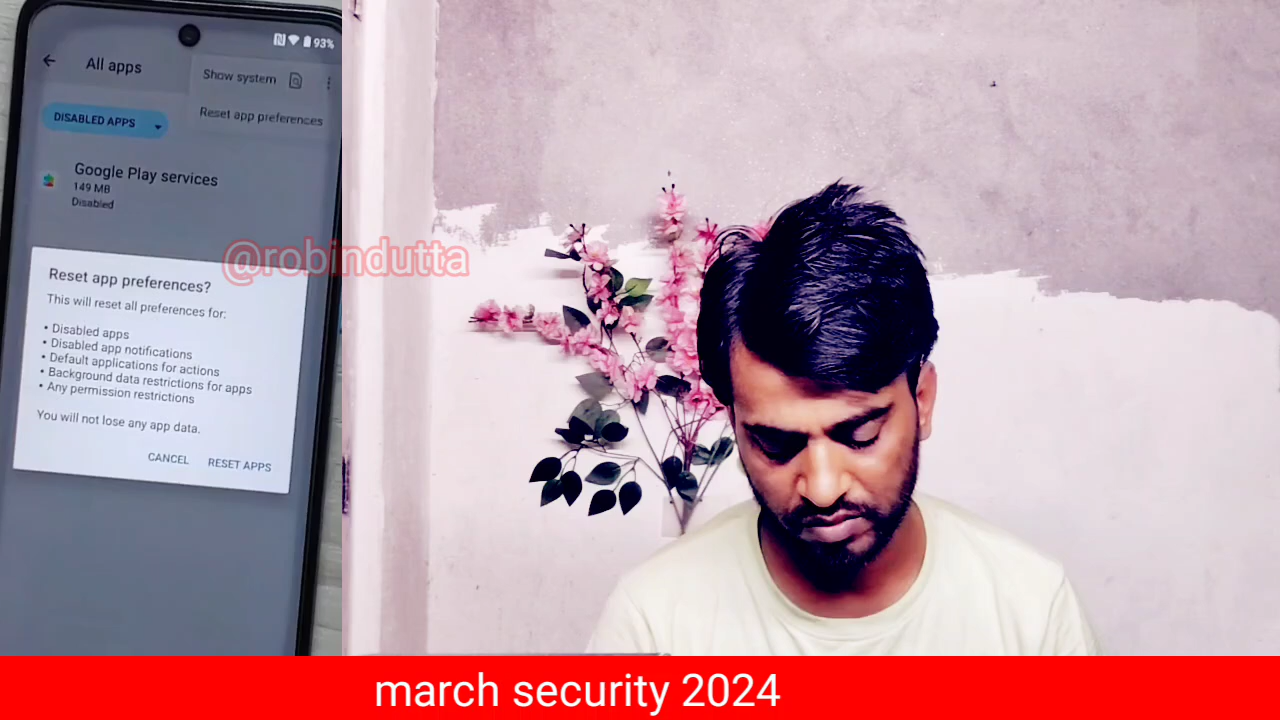 93%
All apps
Show system
Reset app preferences
DISABLED APPS
Google Play services
149 MB
Disabled
@robindutta
Reset app preferences?
This will reset all preferences for:
• Disabled apps
• Disabled app notifications
• Default applications for actions
• Background data restrictions for apps
• Any permission restrictions
You will not lose any app data.
CANCEL RESET APPS
march security 2024